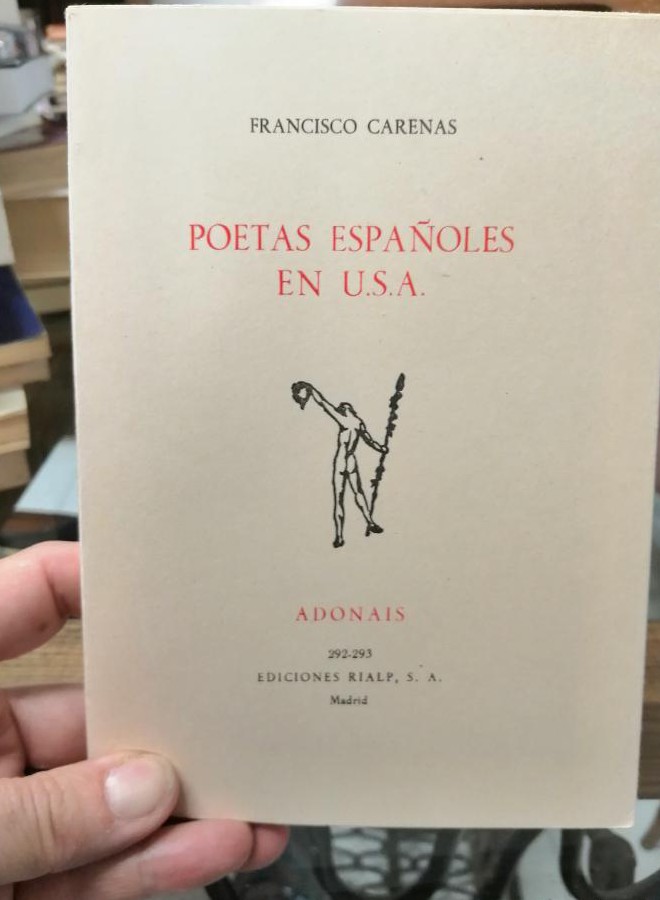 FRANCISCO CARENAS
POETAS ESPAÑOLES
EN U.S.A.
ADONAIS
292-293
EDICIONES RIALP, S. A.
Madrid